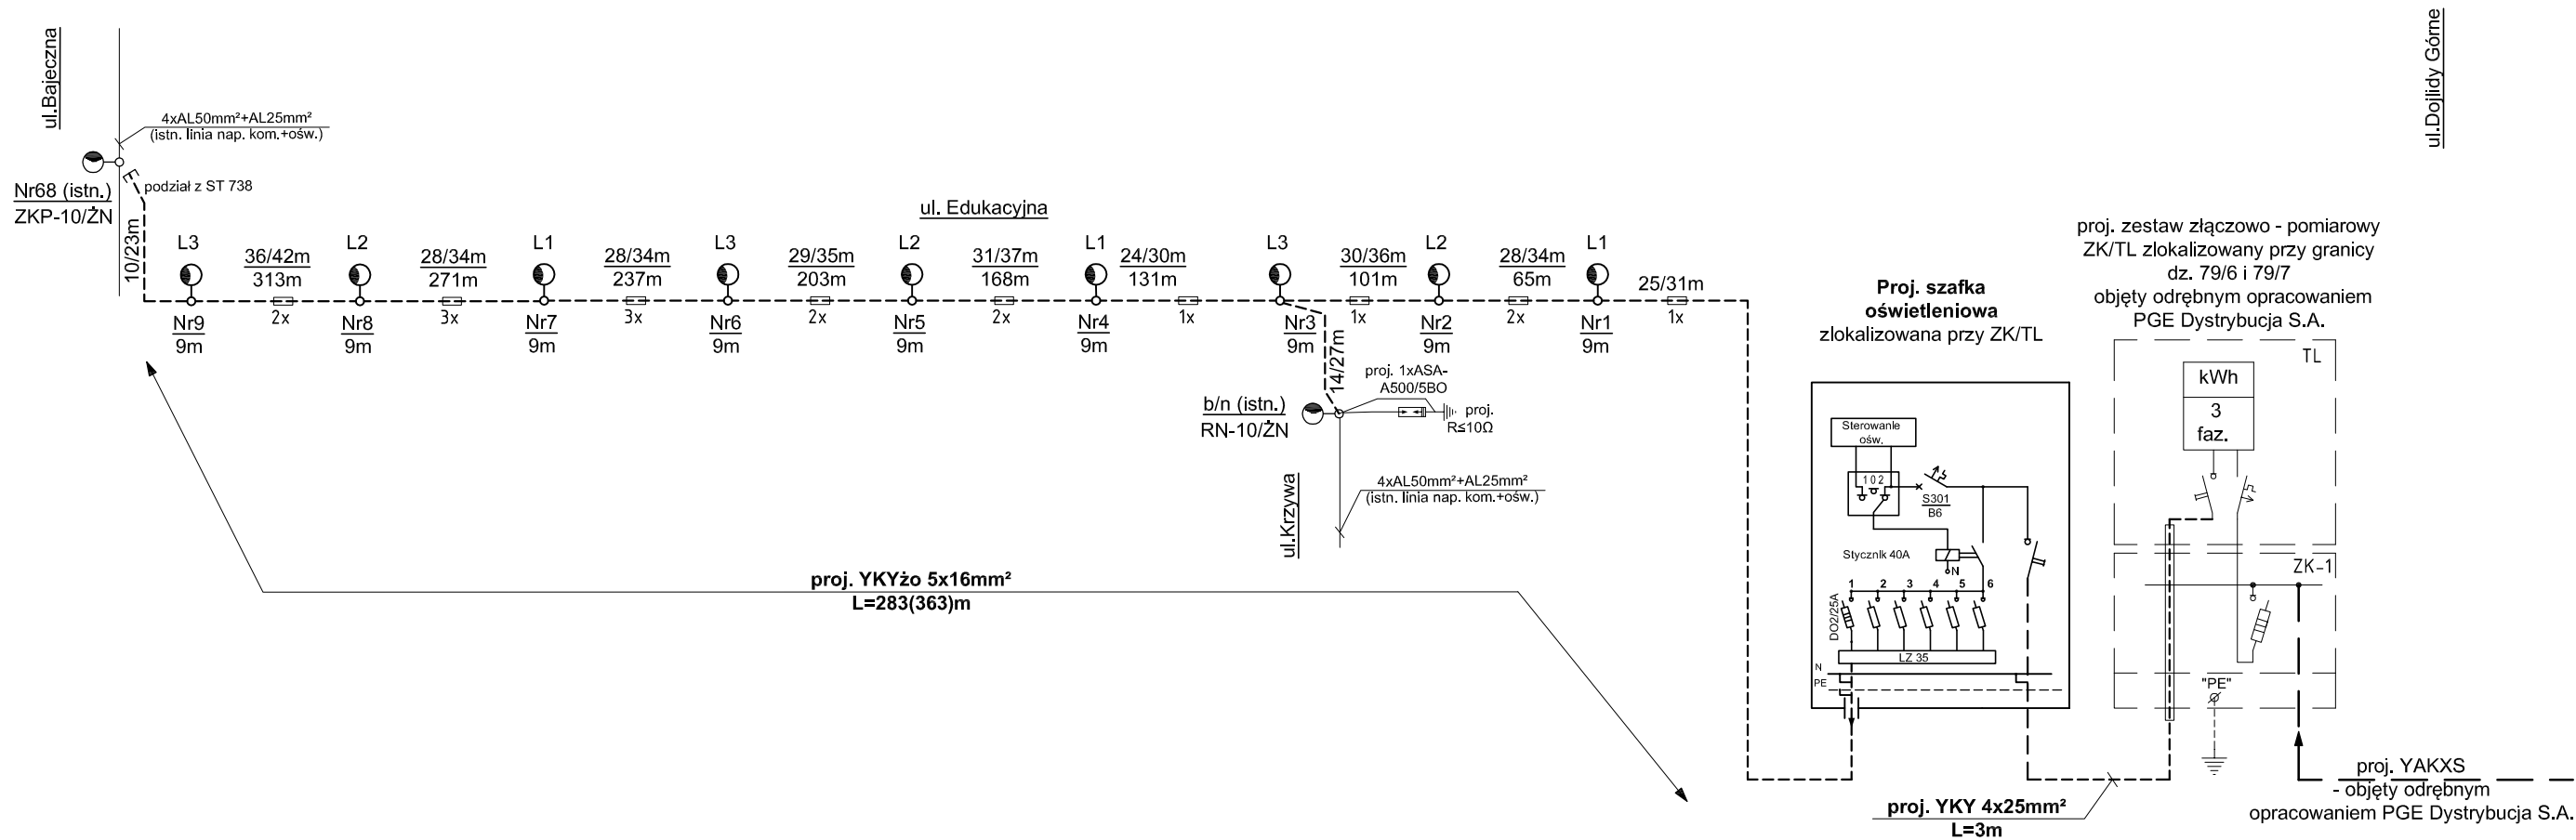 ul.Bajeczna
4xAL50mm²+AL25mm²
(istn. linia nap. kom.+ośw.)
podział z ST 738
Nr68 (istn.)
ZKP-10/ŻN
10/23m
ul. Edukacyjna
L3
36/42m
313m
2x
Nr9
9m
L2
28/34m
271m
3x
Nr8
9m
L1
28/34m
237m
3x
Nr7
9m
L3
29/35m
203m
2x
Nr6
9m
L2
31/37m
168m
2x
Nr5
9m
L1
24/30m
131m
1x
Nr4
9m
L3
30/36m
101m
1x
Nr3
9m
L2
28/34m
65m
2x
Nr2
9m
L1
25/31m
1x
Nr1
9m
14/27m
proj. 1xASA-
A500/5BO
proj.
R≤10Ω
b/n (istn.)
RN-10/ŻN
ul.Krzywa
4xAL50mm²+AL25mm²
(istn. linia nap. kom.+ośw.)
proj. YKYżo 5x16mm²
L=283(363)m
Proj. szafka
oświetleniowa
zlokalizowana przy ZK/TL
Sterowanie
ośw.
1 0 2
S301
B6
Stycznik 40A
N
1 2 3 4 5 6
DO2/25A
LZ 35
N
PE
proj. YKY 4x25mm²
L=3m
ul.Dojlidy Górne
proj. zestaw złączowo - pomiarowy
ZK/TL zlokalizowany przy granicy
dz. 79/6 i 79/7
objęty odrębnym opracowaniem
PGE Dystrybucja S.A.
TL
kWh
3
faz.
ZK-1
"PE"
proj. YAKXS
- objęty odrębnym
opracowaniem PGE Dystrybucja S.A.